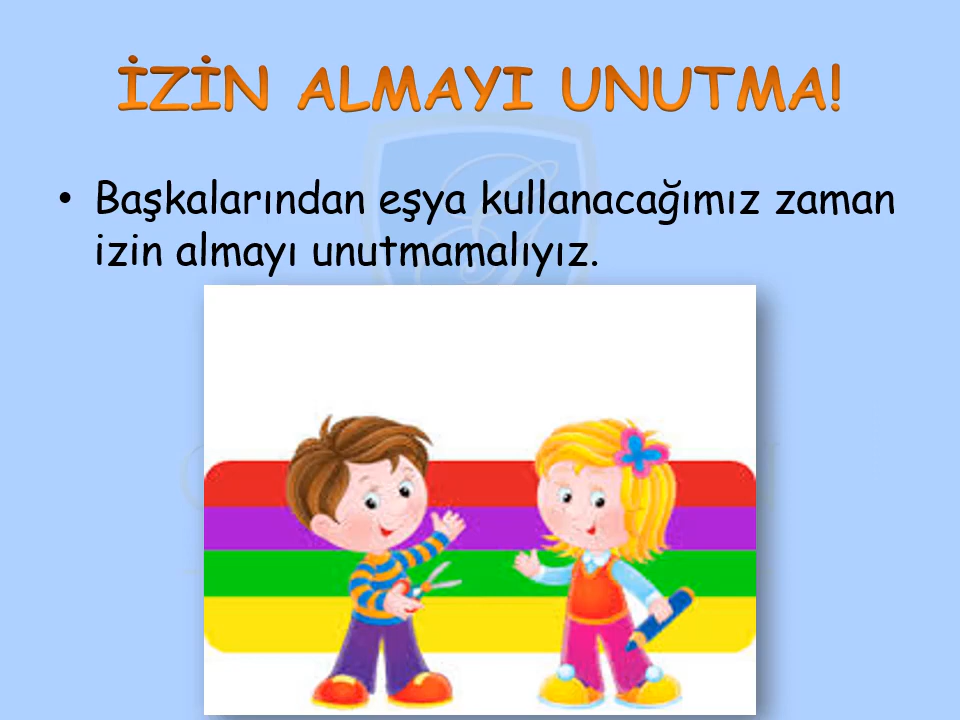 İZİN ALMAYI UNUTMA!
• Başkalarından eşya kullanacağımız zaman
izin almayı unutmamalıyız.